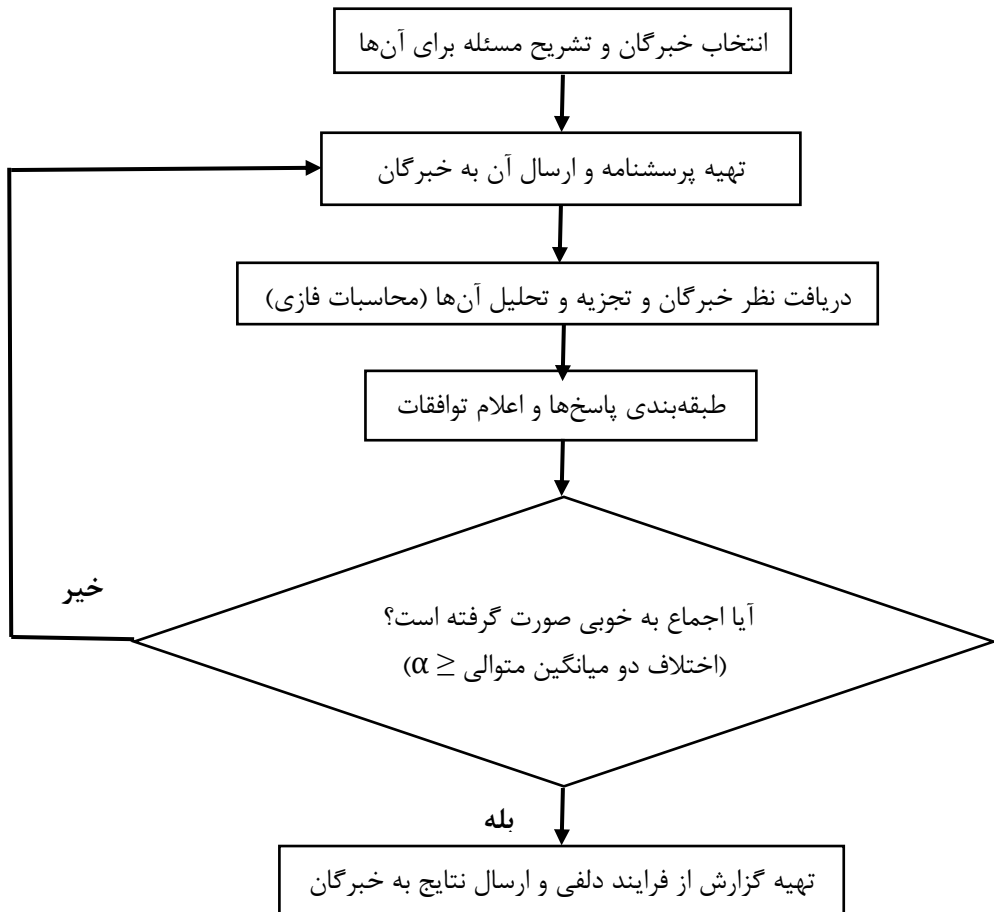 انتخاب خبرگان و تشریح مسئله برای آن‌ها
تهیه پرسشنامه و ارسال آن به خبرگان
دریافت نظر خبرگان و تجزیه و تحلیل آن‌ها (محاسبات فازی)
طبقه‌بندی پاسخ‌ها و اعلام توافقات
خیر
آیا اجماع به خوبی صورت گرفته است؟
(اختلاف دو میانگین متوالی ≥ α)
بله
تهیه گزارش از فرایند دلفی و ارسال نتایج به خبرگان